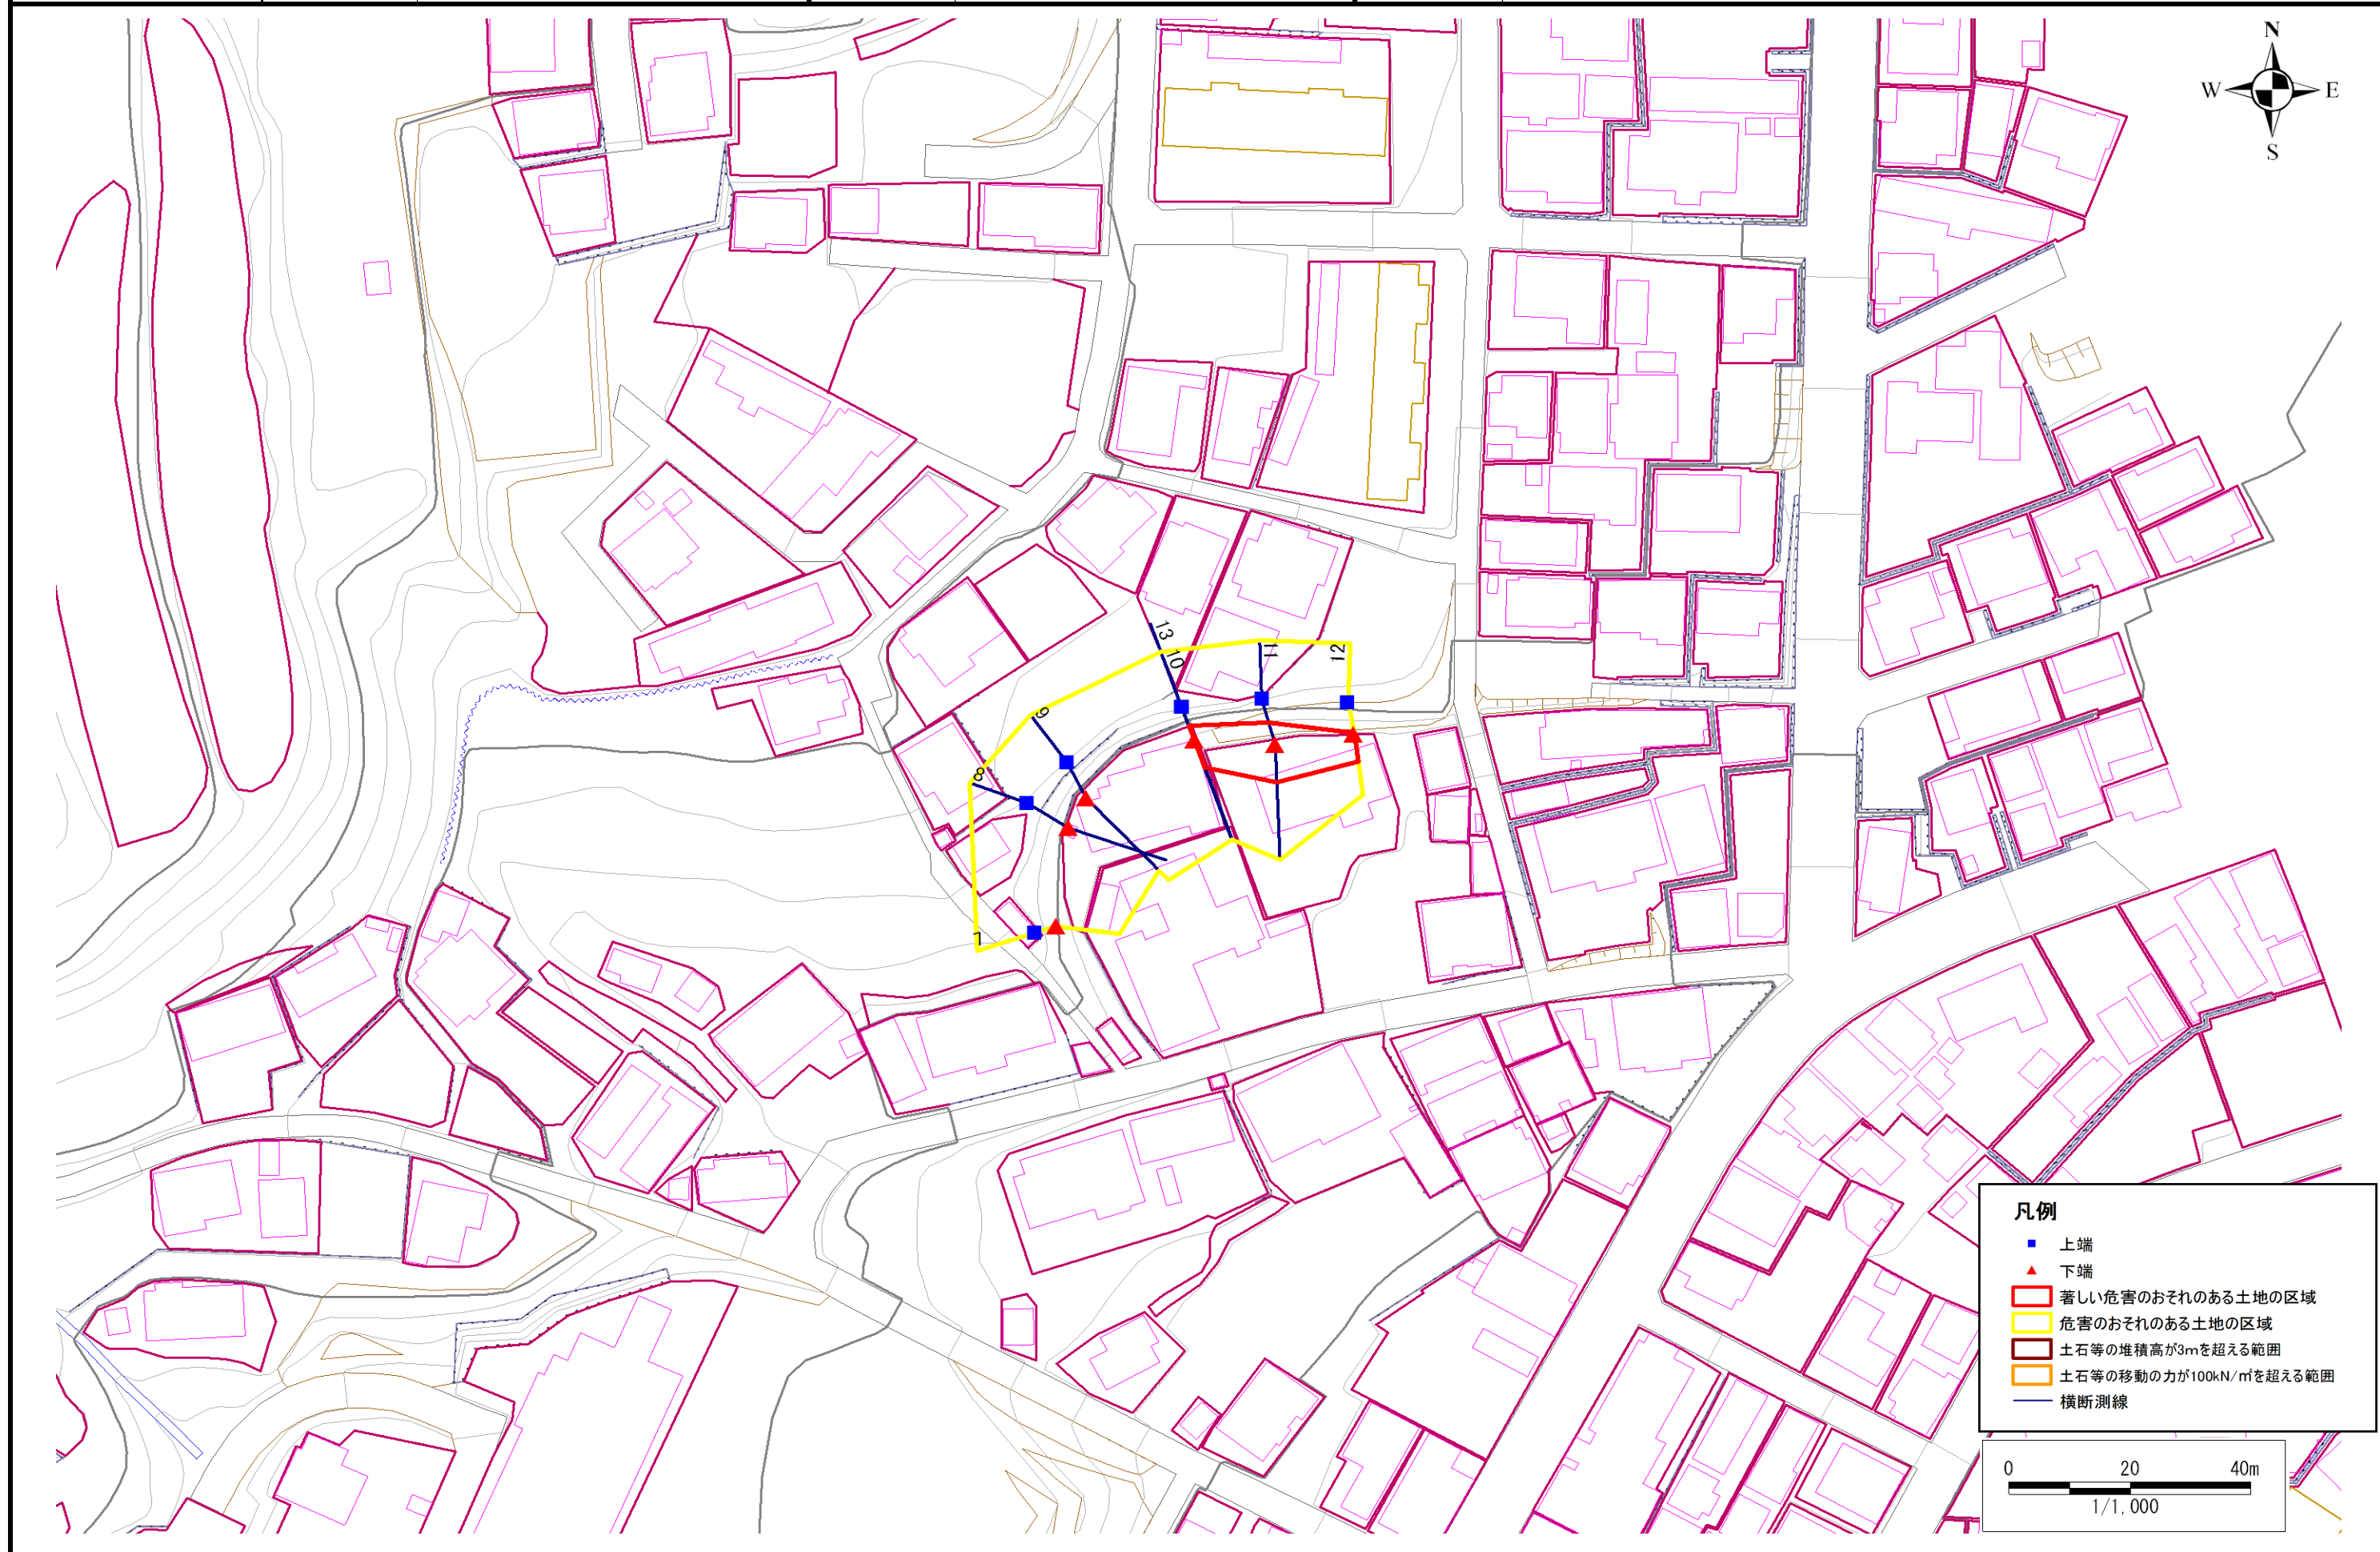 N
W E
S
13
10
11
12
9
8
7
凡例
上端
下端
著しい危害のおそれのある土地の区域
危害のおそれのある土地の区域
土石等の堆積高が3mを超える範囲
土石等の移動の力が100kN/㎡を超える範囲
横断測線
0 20 40m
1/1,000